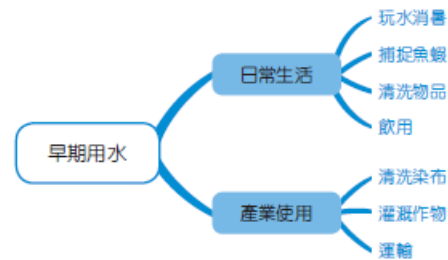 早期用水
日常生活
玩水消暑
捕捉魚蝦
清洗物品
飲用
產業使用
清洗染布
灌溉作物
運輸